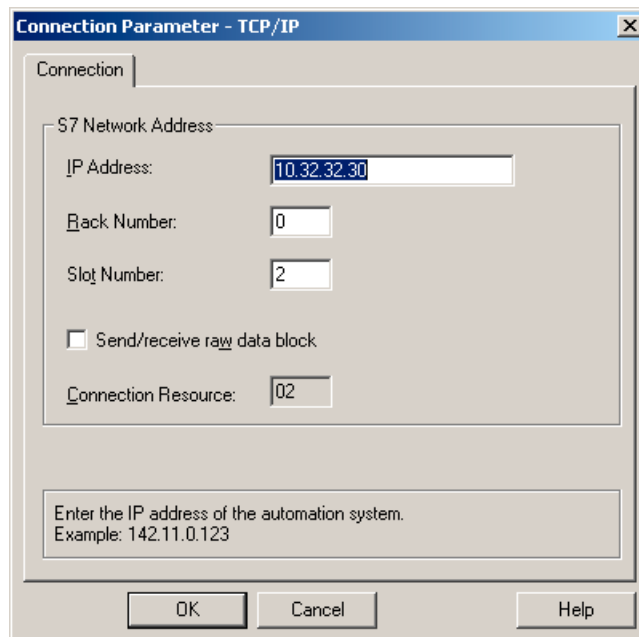 Connection Parameter - TCP/IP
Connection
S7 Network Address
IP Address: 10.32.32.30
Rack Number: 0
Slot Number: 2
Send/receive raw data block
Connection Resource: 02
Enter the IP address of the automation system.
Example: 142.11.0.123
OK Cancel Help